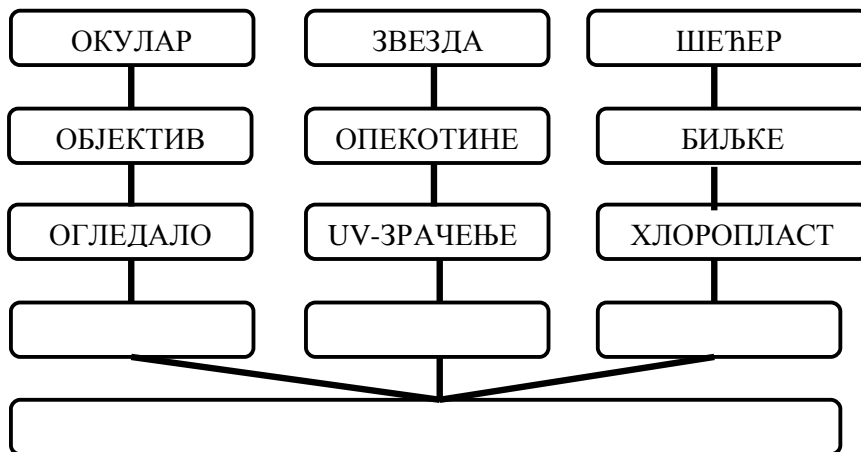 ОКУЛАР ЗВЕЗДА ШЕЋЕР
ОБЈЕКТИВ ОПЕКОТИНЕ БИЉКЕ
ОГЛЕДАЛО UV-ЗРАЧЕЊЕ ХЛОРОПЛАСТ